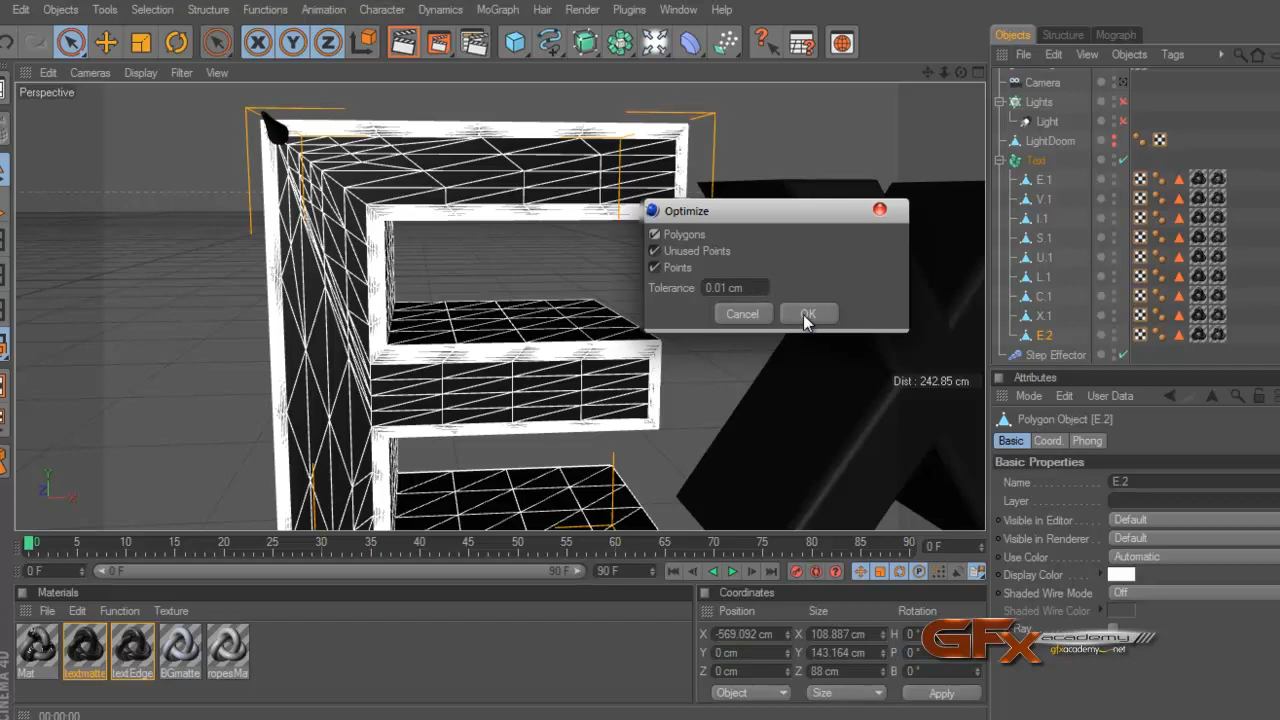 Edit Objects Tools Selection Structure Functions Animation Character Dynamics MoGraph Hair Render Plugins Window Help
X Y Z
Edit Cameras Display Filter View
Perspective
Optimize
Polygons
Unused Points
Points
Tolerance 0.01 cm
Cancel OK
Dist : 242.85 cm
Y
Z X
0 5 10 15 20 25 30 35 40 45 50 55 60 65 70 75 80 85 90 0 F
0 F 0 F 90 F 90 F
Materials
File Edit Function Texture
Mat textmatte textEdge BGmatte ropesMa
CINEMA 4D
00:00:00
Coordinates
Position Size Rotation
X -569.092 cm X 108.887 cm H 0 °
Y 0 cm Y 143.164 cm P 0 °
Z 0 cm Z 88 cm B 0 °
Object Size Apply
Objects Structure Mograph
File Edit View Objects Tags
Camera
Lights
Light
LightDoom
Text
E.1
V.1
I.1
S.1
U.1
L.1
C.1
X.1
E.2
Step Effector
Attributes
Mode Edit User Data
Polygon Object [E.2]
Basic Coord. Phong
Basic Properties
Name E.2
Layer
Visible in Editor Default
Visible in Renderer Default
Use Color Automatic
Display Color
Shaded Wire Mode Off
Shaded Wire Color
GFx academy
gfxacademy.net